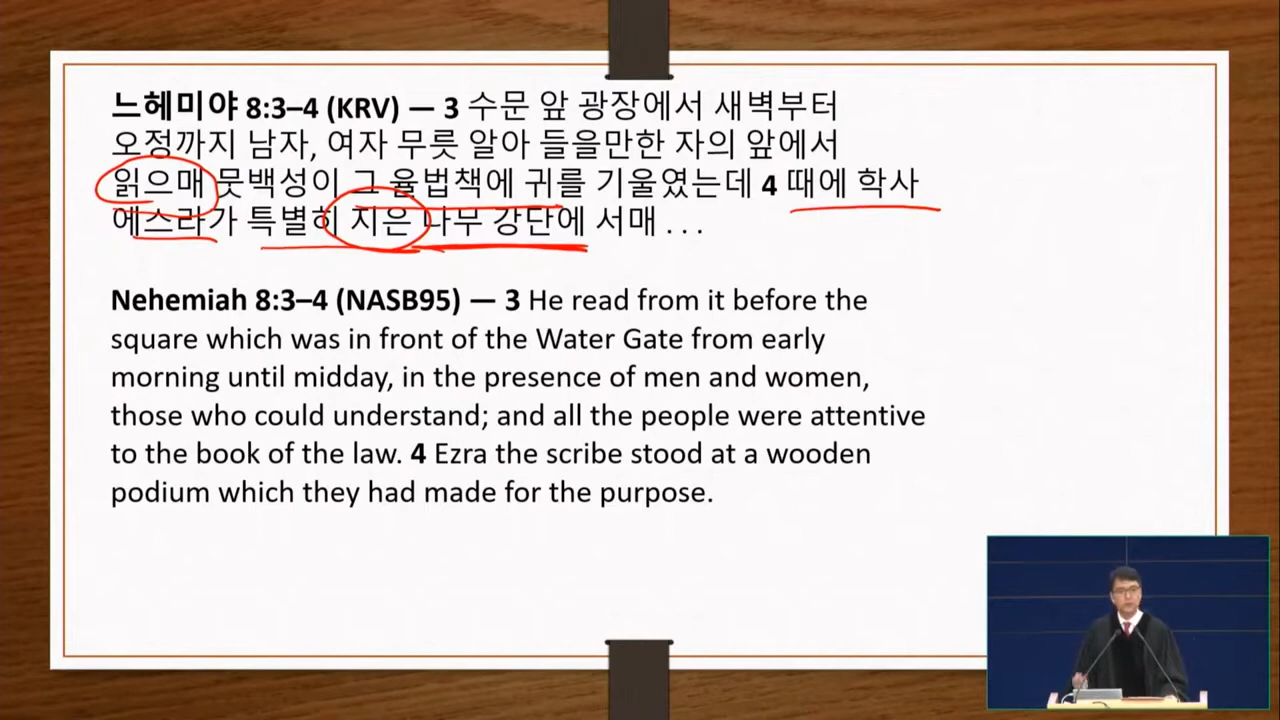 느헤미야 8:3–4 (KRV) — 3 수문 앞 광장에서 새벽부터
오정까지 남자, 여자 무릇 알아 들을만한 자의 앞에서
읽으매 뭇백성이 그 율법책에 귀를 기울였는데 4 때에 학사
에스라가 특별히 지은 나무 강단에 서매 . . .
Nehemiah 8:3–4 (NASB95) — 3 He read from it before the
square which was in front of the Water Gate from early
morning until midday, in the presence of men and women,
those who could understand; and all the people were attentive
to the book of the law. 4 Ezra the scribe stood at a wooden
podium which they had made for the purpose.